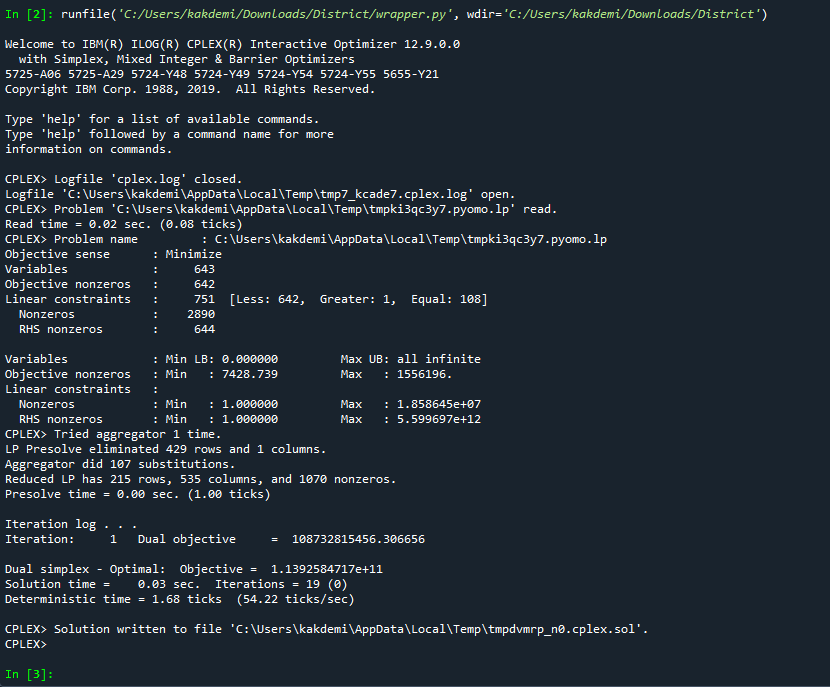 In [2]: runfile('C:/Users/kakdemi/Downloads/District/wrapper.py', wdir='C:/Users/kakdemi/Downloads/District')
Welcome to IBM(R) ILOG(R) CPLEX(R) Interactive Optimizer 12.9.0.0
with Simplex, Mixed Integer & Barrier Optimizers
5725-A06 5725-A29 5724-Y48 5724-Y49 5724-Y54 5724-Y55 5655-Y21
Copyright IBM Corp. 1988, 2019.  All Rights Reserved.
Type 'help' for a list of available commands.
Type 'help' followed by a command name for more
information on commands.
CPLEX> Logfile 'cplex.log' closed.
Logfile 'C:\Users\kakdemi\AppData\Local\Temp\tmp7_kcade7.cplex.log' open.
CPLEX> Problem 'C:\Users\kakdemi\AppData\Local\Temp\tmpki3qc3y7.pyomo.lp' read.
Read time = 0.02 sec. (0.08 ticks)
CPLEX> Problem name         : C:\Users\kakdemi\AppData\Local\Temp\tmpki3qc3y7.pyomo.lp
Objective sense      : Minimize
Variables            :     643
Objective nonzeros   :     642
Linear constraints   :     751  [Less: 642,  Greater: 1,  Equal: 108]
Nonzeros           :    2890
RHS nonzeros       :     644
Variables            : Min LB: 0.000000         Max UB: all infinite
Objective nonzeros   : Min   : 7428.739         Max   : 1556196.
Linear constraints   :
Nonzeros           : Min   : 1.000000         Max   : 1.858645e+07
RHS nonzeros       : Min   : 1.000000         Max   : 5.599697e+12
CPLEX> Tried aggregator 1 time.
LP Presolve eliminated 429 rows and 1 columns.
Aggregator did 107 substitutions.
Reduced LP has 215 rows, 535 columns, and 1070 nonzeros.
Presolve time = 0.00 sec. (1.00 ticks)
Iteration log . . .
Iteration:     1   Dual objective     =  108732815456.306656
Dual simplex - Optimal:  Objective =  1.1392584717e+11
Solution time =    0.03 sec.  Iterations = 19 (0)
Deterministic time = 1.68 ticks  (54.22 ticks/sec)
CPLEX> Solution written to file 'C:\Users\kakdemi\AppData\Local\Temp\tmpdvmrp_n0.cplex.sol'.
CPLEX>
In [3]: